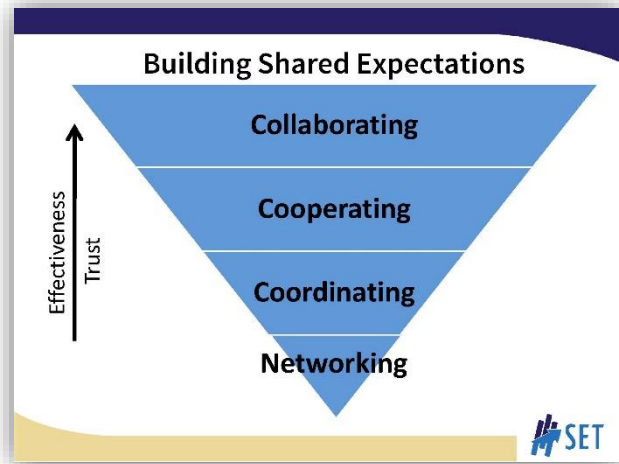 Building Shared Expectations
Collaborating
Cooperating
Coordinating
Networking
Effectiveness
Trust
SET